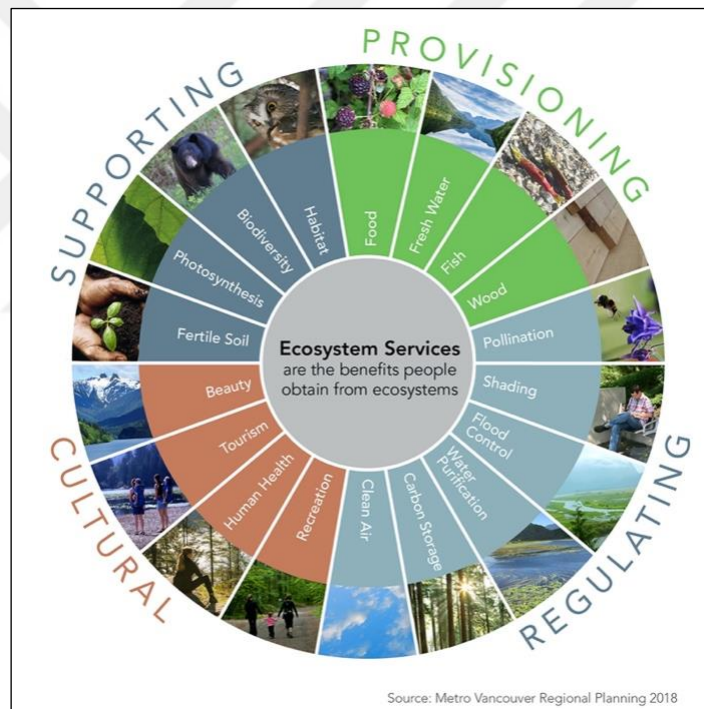 PROVISIONING
SUPPORTING
Habitat
Biodiversity
Photosynthesis
Fertile Soil
Food
Fresh Water
Fish
Wood
Pollination
Shading
Flood
Control
Water
Purification
Carbon Storage
Clean Air
Ecosystem Services
are the benefits people
obtain from ecosystems
Beauty
Tourism
Human Health
Recreation
CULTURAL
REGULATING
Source: Metro Vancouver Regional Planning 2018